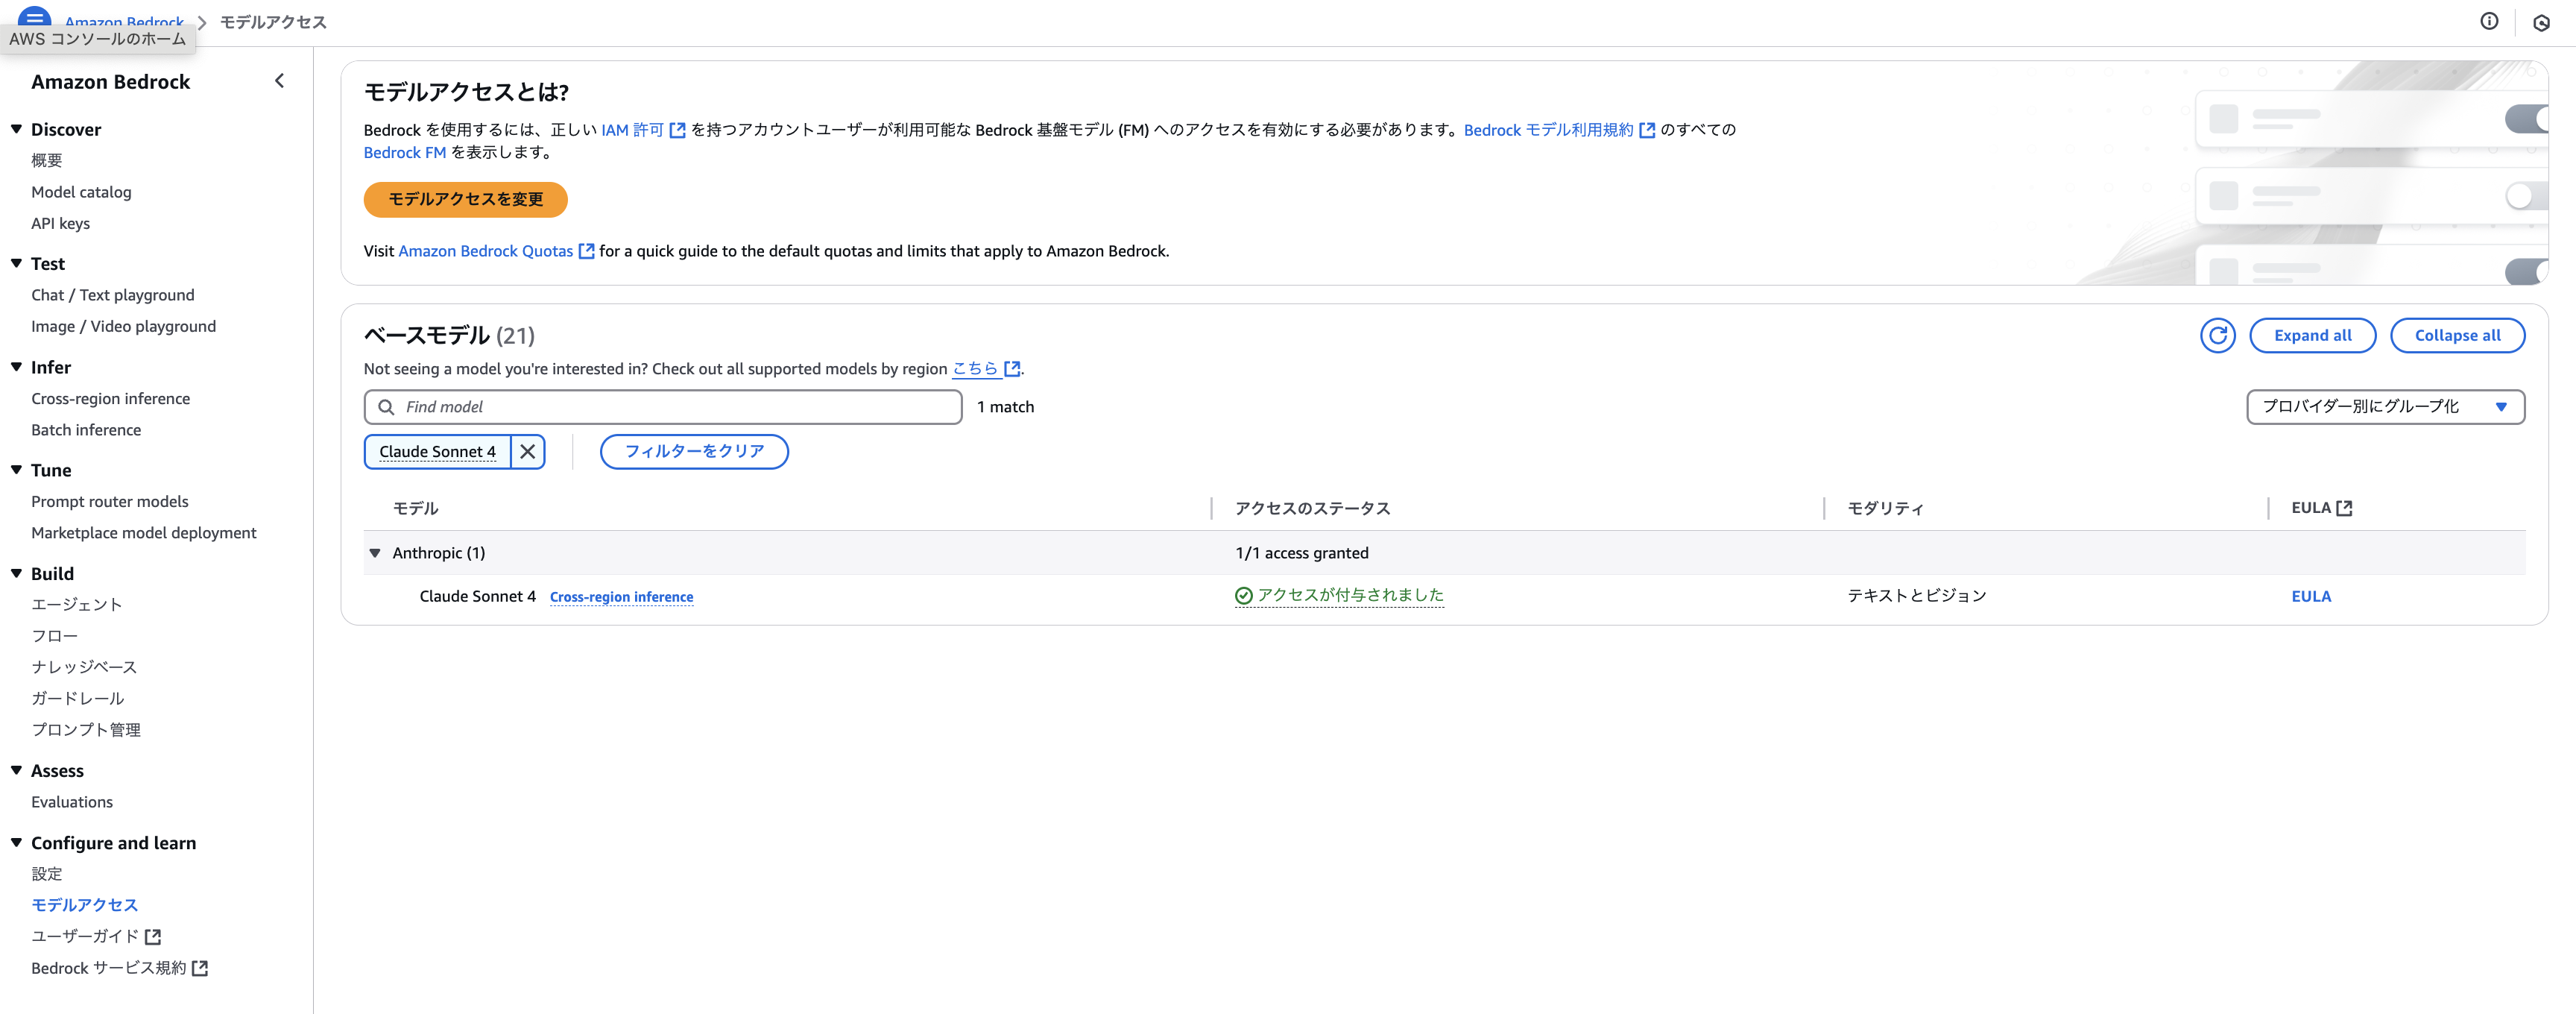 Amazon Bedrock
モデルアクセス
AWS コンソールのホーム
Amazon Bedrock
Discover
概要
Model catalog
API keys
Test
Chat / Text playground
Image / Video playground
Infer
Cross-region inference
Batch inference
Tune
Prompt router models
Marketplace model deployment
Build
エージェント
フロー
ナレッジベース
ガードレール
プロンプト管理
Assess
Evaluations
Configure and learn
設定
モデルアクセス
ユーザーガイド
Bedrock サービス規約
モデルアクセスとは?
Bedrock を使用するには、正しい IAM 許可 を持つアカウントユーザーが利用可能な Bedrock 基盤モデル (FM) へのアクセスを有効にする必要があります。Bedrock モデル利用規約 のすべての
Bedrock FM を表示します。
モデルアクセスを変更
Visit Amazon Bedrock Quotas for a quick guide to the default quotas and limits that apply to Amazon Bedrock.
ベースモデル (21)
Expand all
Collapse all
Not seeing a model you're interested in? Check out all supported models by region こちら.
Find model
1 match
プロバイダー別にグループ化
Claude Sonnet 4
フィルターをクリア
モデル アクセスのステータス モダリティ EULA
Anthropic (1) 1/1 access granted
Claude Sonnet 4 Cross-region inference アクセスが付与されました テキストとビジョン EULA